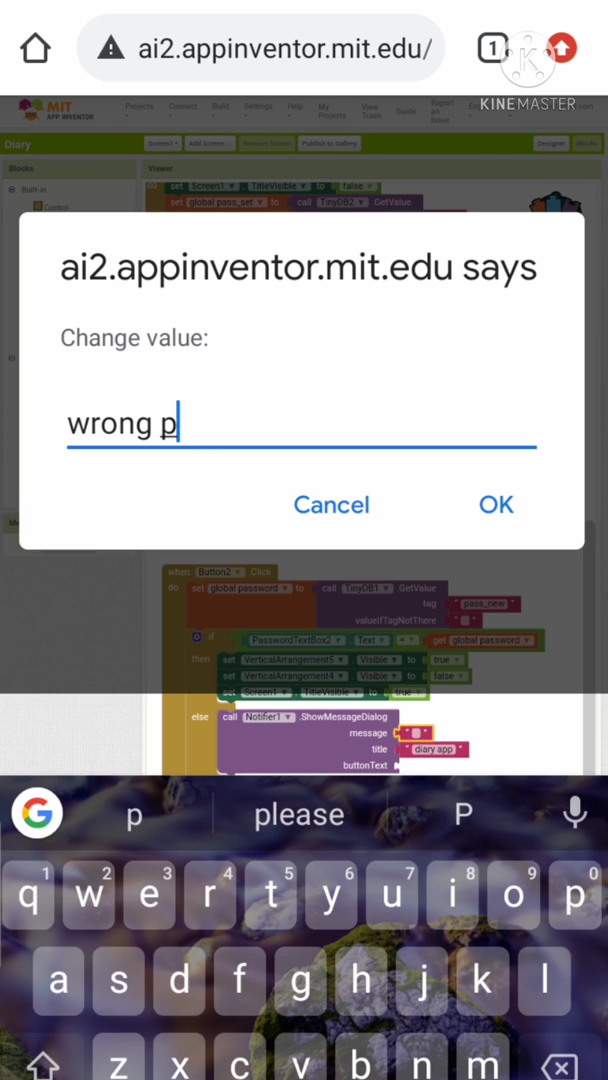 1
ai2.appinventor.mit.edu/
K
KINEMASTER
MIT
APP INVENTOR
Projects
Connect
Build
Settings
Help
My Projects
View Trash
Guide
Report an Issue
Diary
Screen1
Add Screen...
Remove Screen
Publish to Gallery
Designer
Blocks
Blocks
Viewer
Built-in
Control
do set Screen1 . TitleVisible to false
set global pass_set to call TinyDB2 .GetValue
ai2.appinventor.mit.edu says
Change value:
wrong p
Cancel
OK
when Button2 .Click
do set global password to call TinyDB1 .GetValue
tag " pass_new "
valueIfTagNotThere " "
if PasswordTextBox2 . Text = get global password
then set VerticalArrangement5 . Visible to true
set VerticalArrangement4 . Visible to false
set Screen1 . TitleVisible to true
else call Notifier1 .ShowMessageDialog
message " "
title " diary app "
buttonText
G
p
please
P
1 2 3 4 5 6 7 8 9 0
q w e r t y u i o p
a s d f g h j k l
z x c v b n m